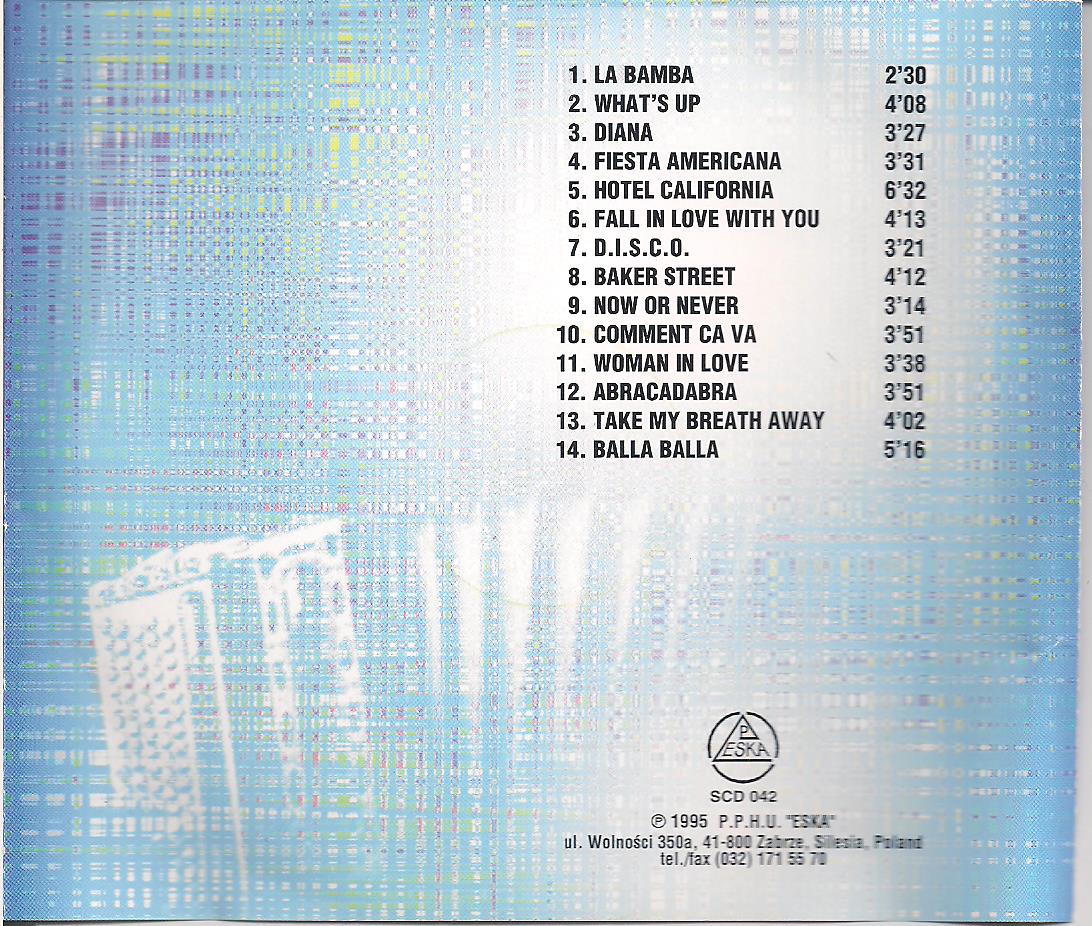 1. LA BAMBA 2'30
2. WHAT'S UP 4'08
3. DIANA 3'27
4. FIESTA AMERICANA 3'31
5. HOTEL CALIFORNIA 6'32
6. FALL IN LOVE WITH YOU 4'13
7. D.I.S.C.O. 3'21
8. BAKER STREET 4'12
9. NOW OR NEVER 3'14
10. COMMENT CA VA 3'51
11. WOMAN IN LOVE 3'38
12. ABRACADABRA 3'51
13. TAKE MY BREATH AWAY 4'02
14. BALLA BALLA 5'16
P
ESKA
SCD 042
℗ 1995 P.P.H.U. "ESKA"
ul. Wolności 350a, 41-800 Zabrze, Silesia, Poland
tel./fax (032) 171 55 70